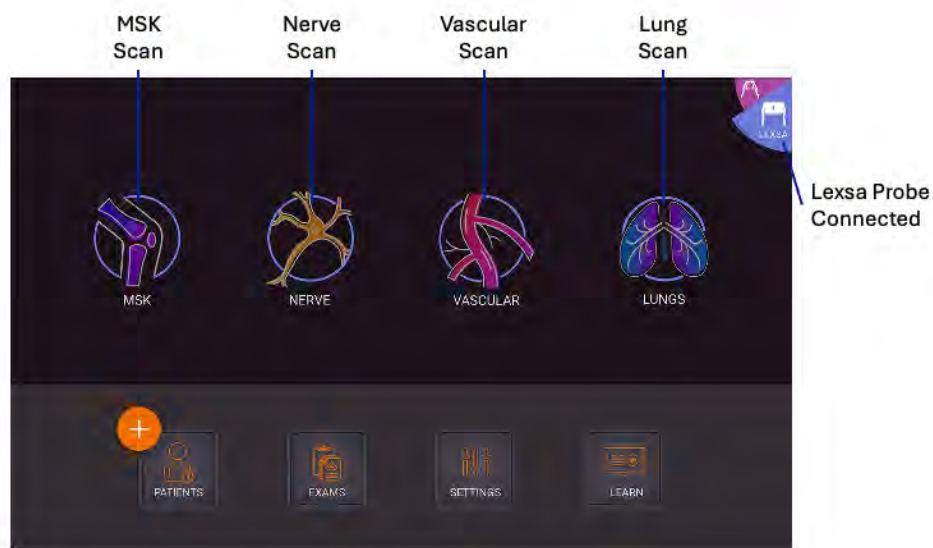 MSK
Scan
Nerve
Scan
Vascular
Scan
Lung
Scan
LEXSA
Lexsa Probe
Connected
MSK
NERVE
VASCULAR
LUNGS
+
PATIENTS
EXAMS
SETTINGS
LEARN